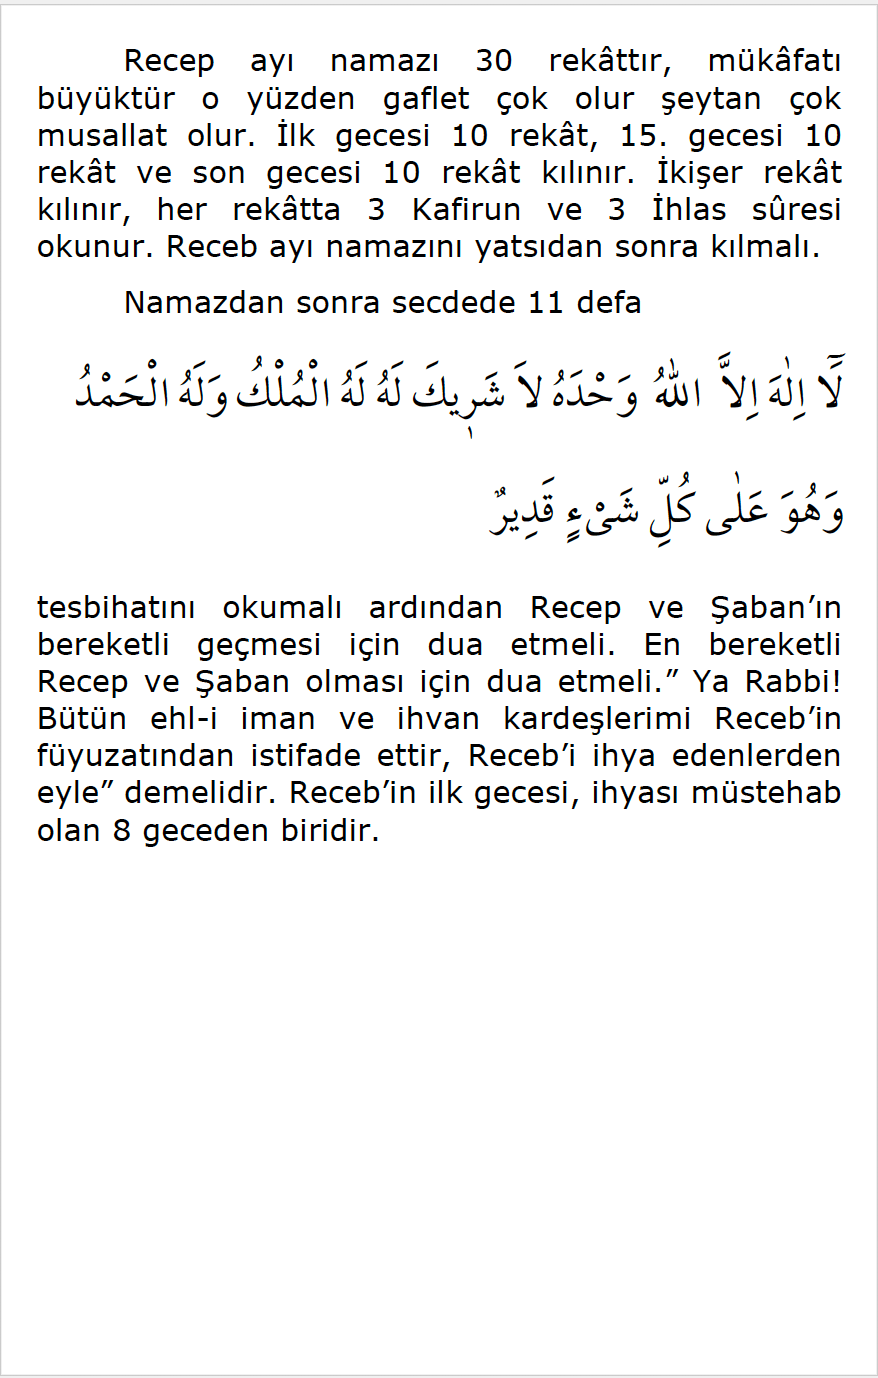 Recep ayı namazı 30 rekâttır, mükâfatı
büyüktür o yüzden gaflet çok olur şeytan çok
musallat olur. İlk gecesi 10 rekât, 15. gecesi 10
rekât ve son gecesi 10 rekât kılınır. İkişer rekât
kılınır, her rekâtta 3 Kafirun ve 3 İhlas sûresi
okunur. Receb ayı namazını yatsıdan sonra kılmalı.
Namazdan sonra secdede 11 defa
لَٓا اِلٰهَ اِلاَّ اللّٰهُ وَحْدَهُ لاَ شَرٖيكَ لَهُ لَهُ الْمُلْكُ وَلَهُ الْحَمْدُ
وَهُوَ عَلٰى كُلِّ شَىْءٍ قَدِيرٌ
tesbihatını okumalı ardından Recep ve Şaban’ın
bereketli geçmesi için dua etmeli. En bereketli
Recep ve Şaban olması için dua etmeli.” Ya Rabbi!
Bütün ehl-i iman ve ihvan kardeşlerimi Receb’in
füyuzatından istifade ettir, Receb’i ihya edenlerden
eyle” demelidir. Receb’in ilk gecesi, ihyası müstehab
olan 8 geceden biridir.